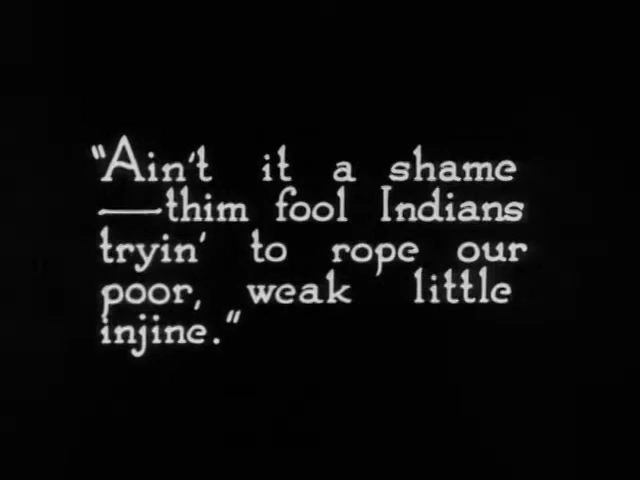 "Ain't it a shame
—thim fool Indians
tryin' to rope our
poor, weak little
injine."